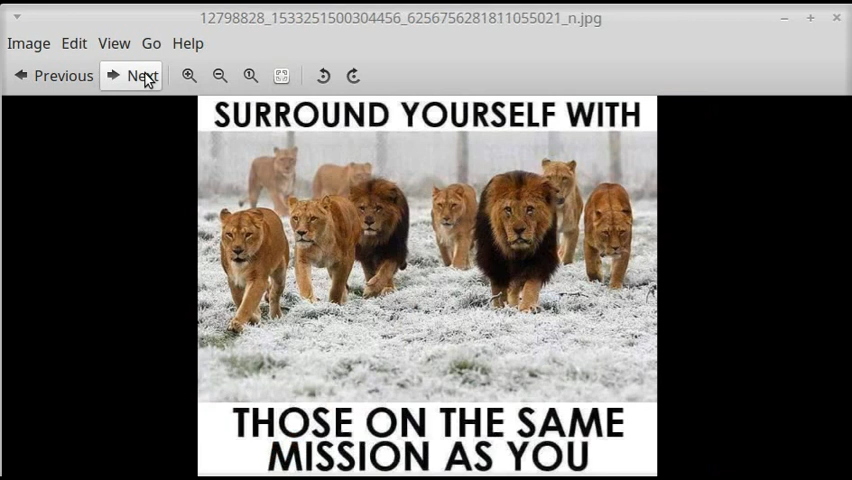 12798828_1533251500304456_6256756281811055021_n.jpg
Image Edit View Go Help
Previous Next
SURROUND YOURSELF WITH
THOSE ON THE SAME
MISSION AS YOU